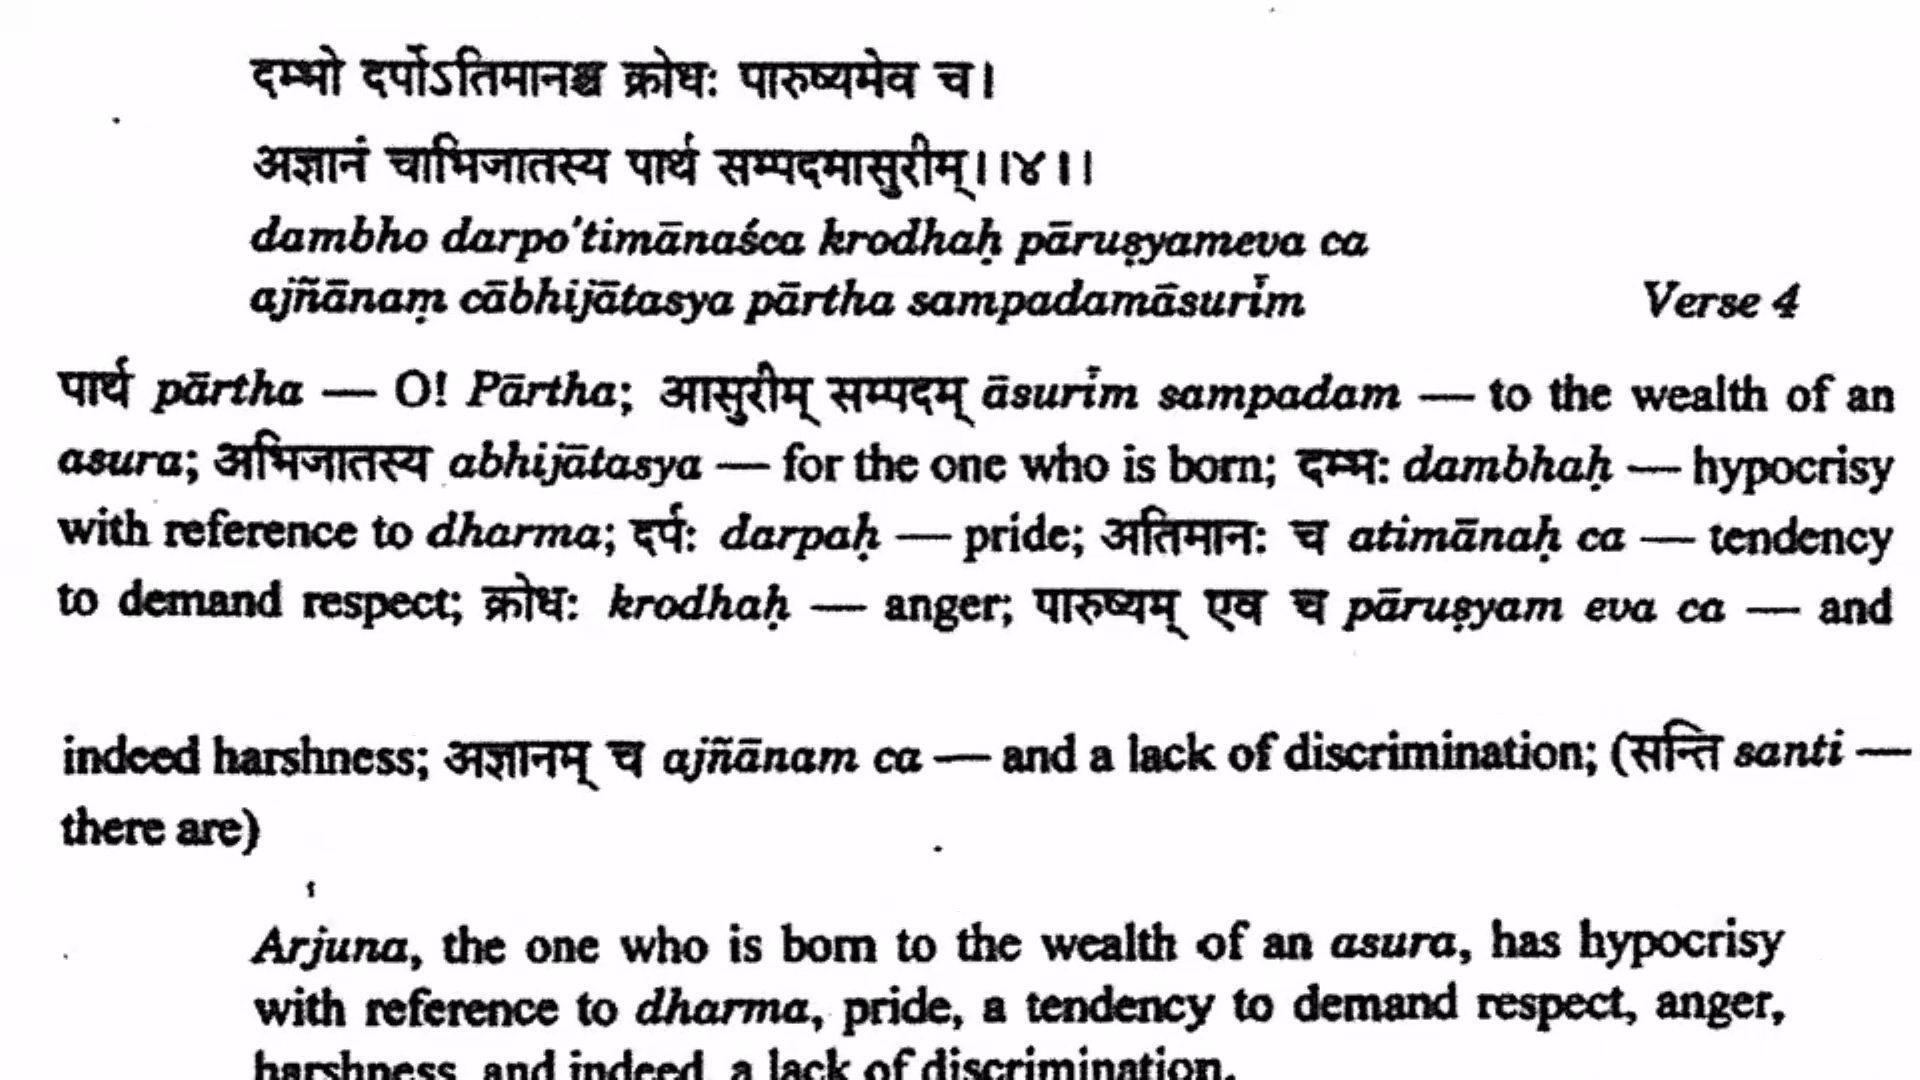 दम्भो दर्पोऽतिमानश्च क्रोधः पारुष्यमेव च।
अज्ञानं चाभिजातस्य पार्थ सम्पदमासुरीम्।।४।।
dambho darpo'timānaśca krodhaḥ pāruṣyameva ca
ajñānaṃ cābhijātasya pārtha sampadamāsurīm Verse 4
पार्थ pārtha — O! Pārtha; आसुरीम् सम्पदम् āsurīm sampadam — to the wealth of an
asura; अभिजातस्य abhijātasya — for the one who is born; दम्भः dambhaḥ — hypocrisy
with reference to dharma; दर्पः darpaḥ — pride; अतिमानः च atimānaḥ ca — tendency
to demand respect; क्रोधः krodhaḥ — anger; पारुष्यम् एव च pāruṣyam eva ca — and
indeed harshness; अज्ञानम् च ajñānam ca — and a lack of discrimination; (सन्ति santi —
there are)
Arjuna, the one who is born to the wealth of an asura, has hypocrisy
with reference to dharma, pride, a tendency to demand respect, anger,
harshness, and indeed, a lack of discrimination.